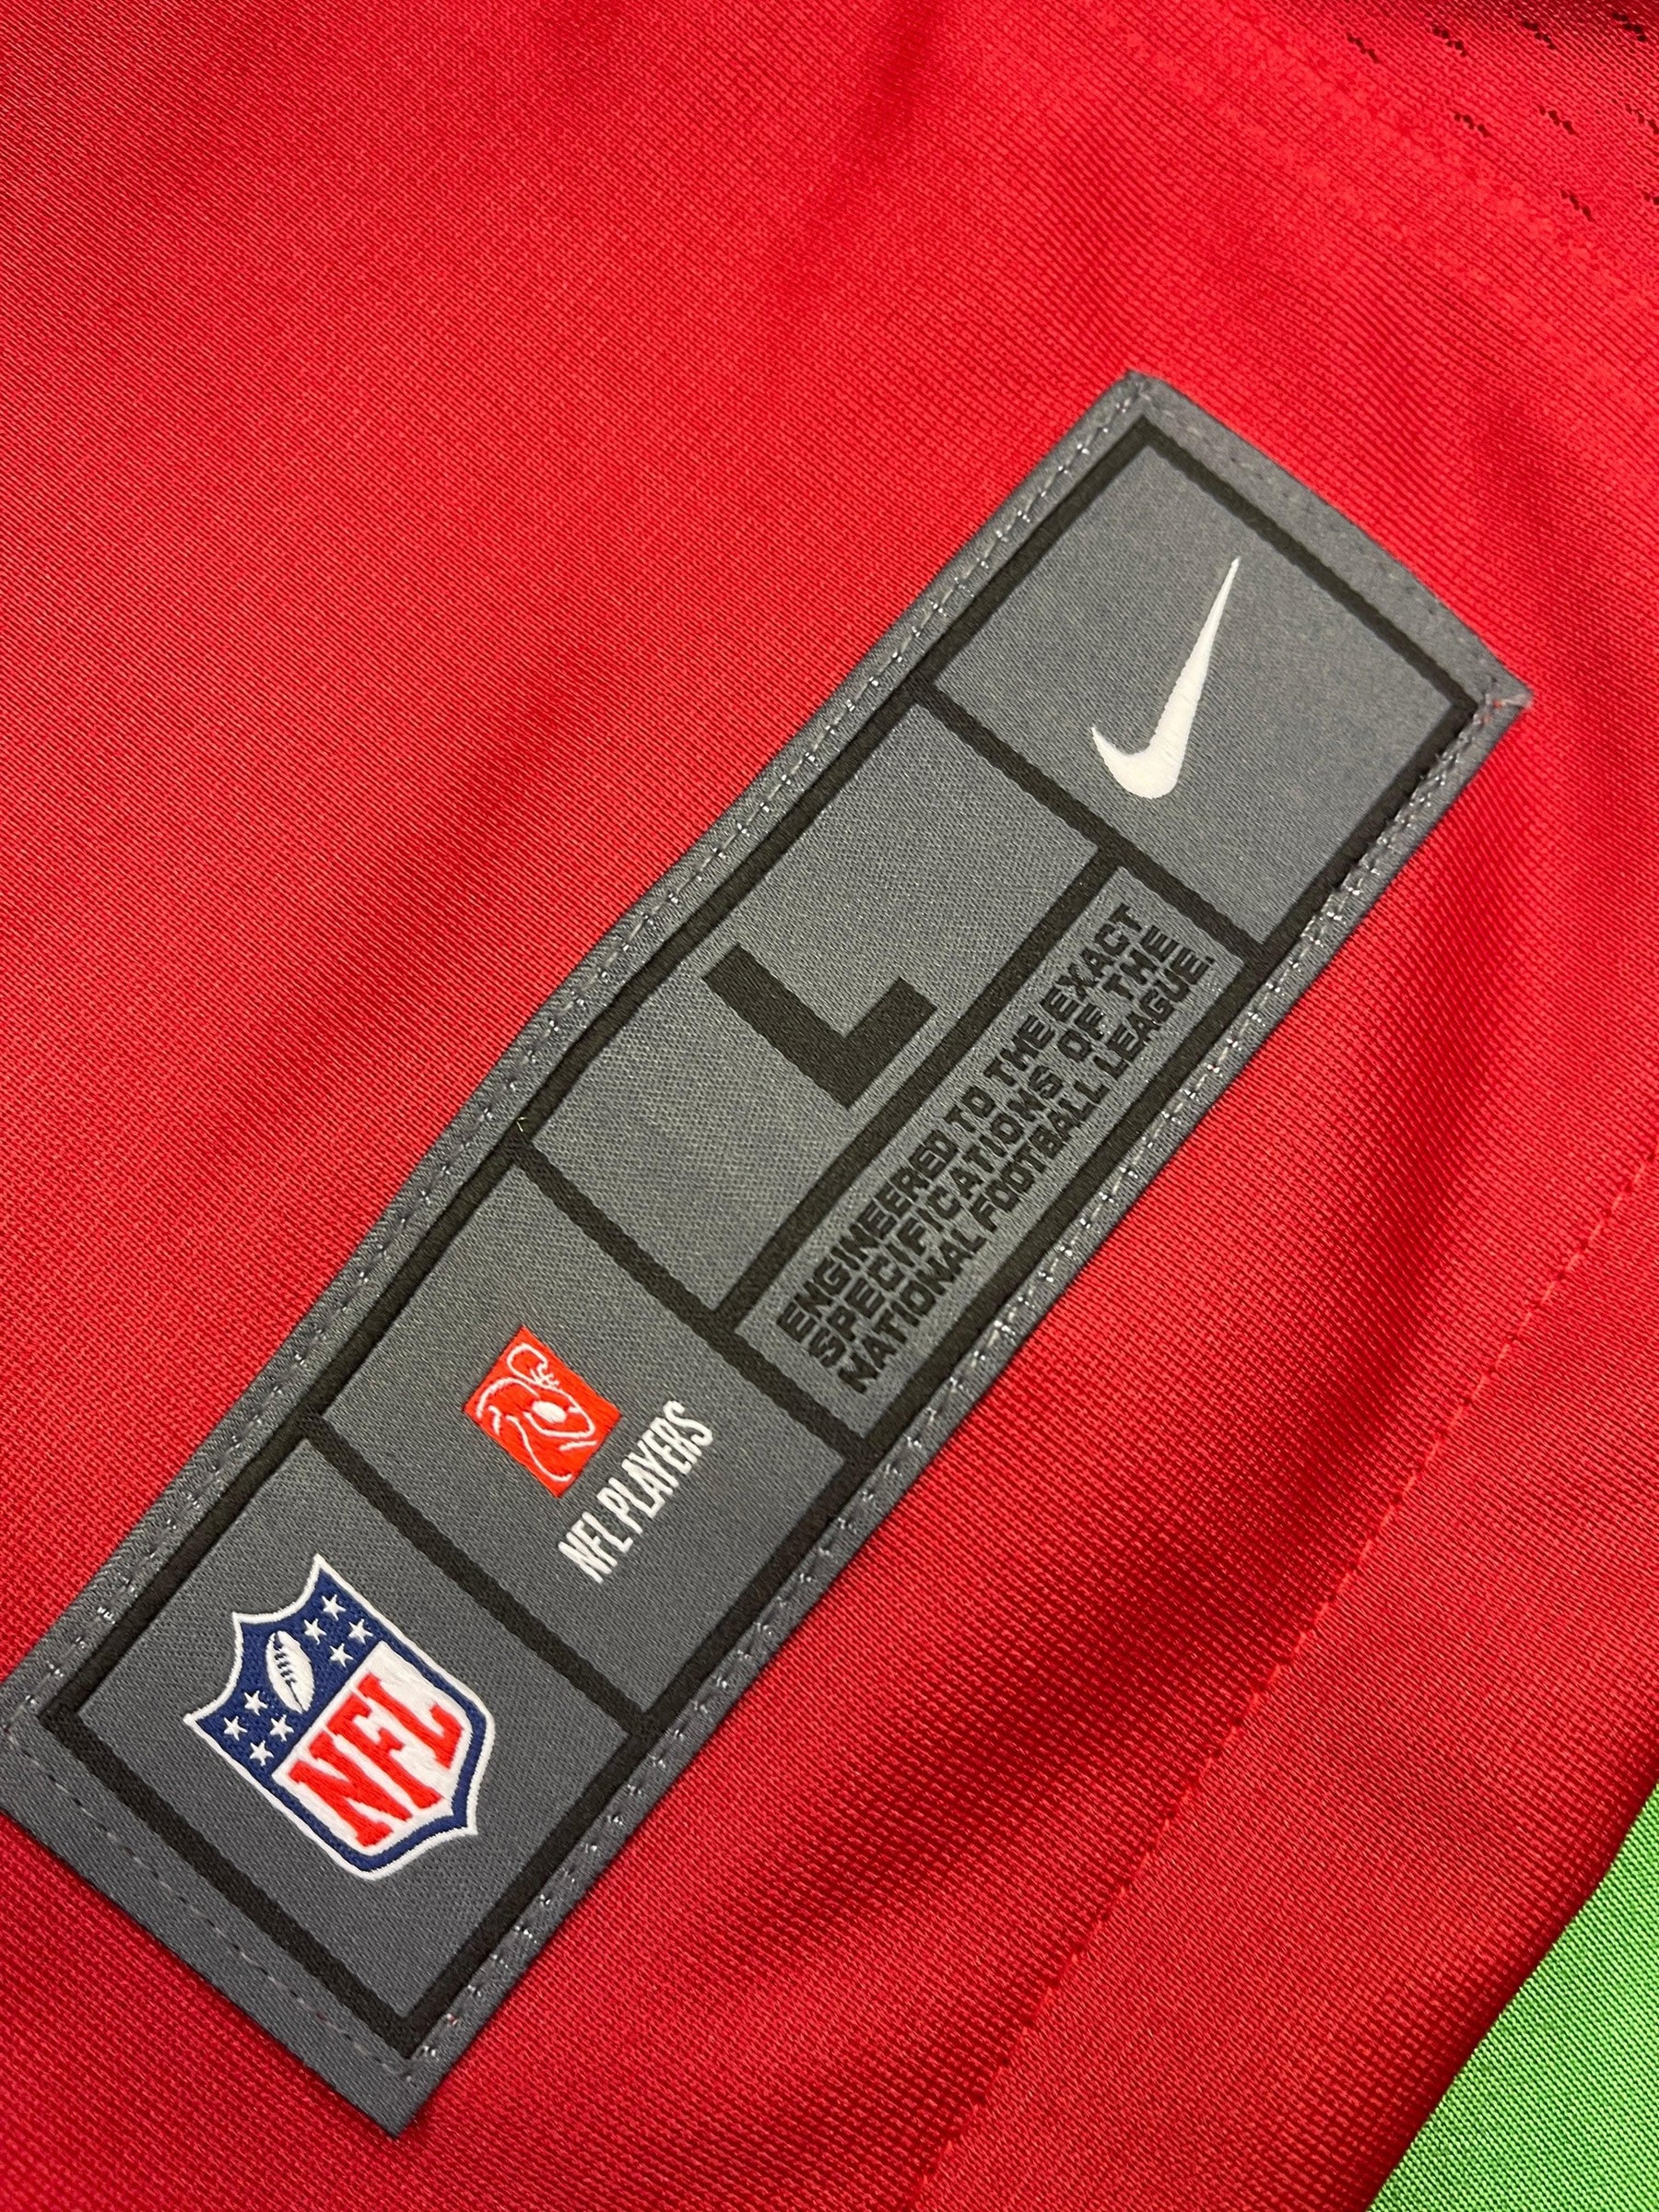 L
ENGINEERED TO THE EXACT
SPECIFICATIONS OF THE
NATIONAL FOOTBALL LEAGUE.
NFL PLAYERS
NFL